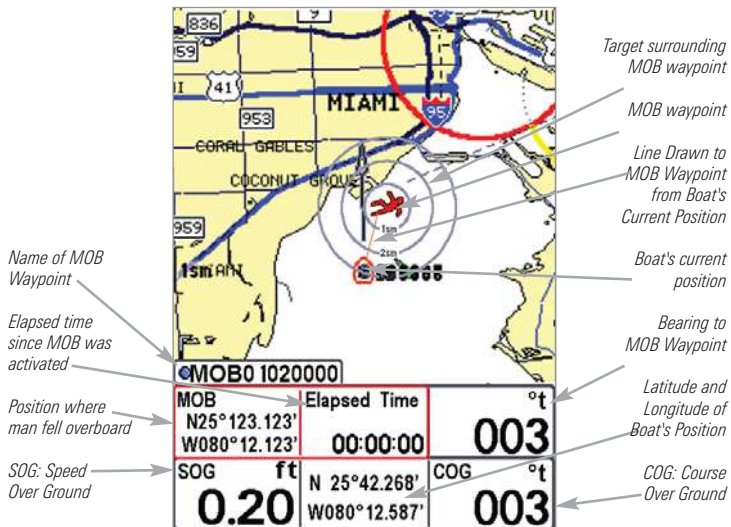 836
9
959
41
MIAMI
95
953
CORAL GABLES
COCONUT GROVE
959
1sm
2sm
1sm
MOB0 1020000
MOB
N25°123.123'
W080°12.123'
Elapsed Time
00:00:00
°t
003
SOG ft
0.20
N 25°42.268'
W080°12.587'
COG °t
003
Name of MOB
Waypoint
Elapsed time
since MOB was
activated
Position where
man fell overboard
SOG: Speed
Over Ground
Target surrounding
MOB waypoint
MOB waypoint
Line Drawn to
MOB Waypoint
from Boat's
Current Position
Boat's current
position
Bearing to
MOB Waypoint
Latitude and
Longitude of
Boat's Position
COG: Course
Over Ground